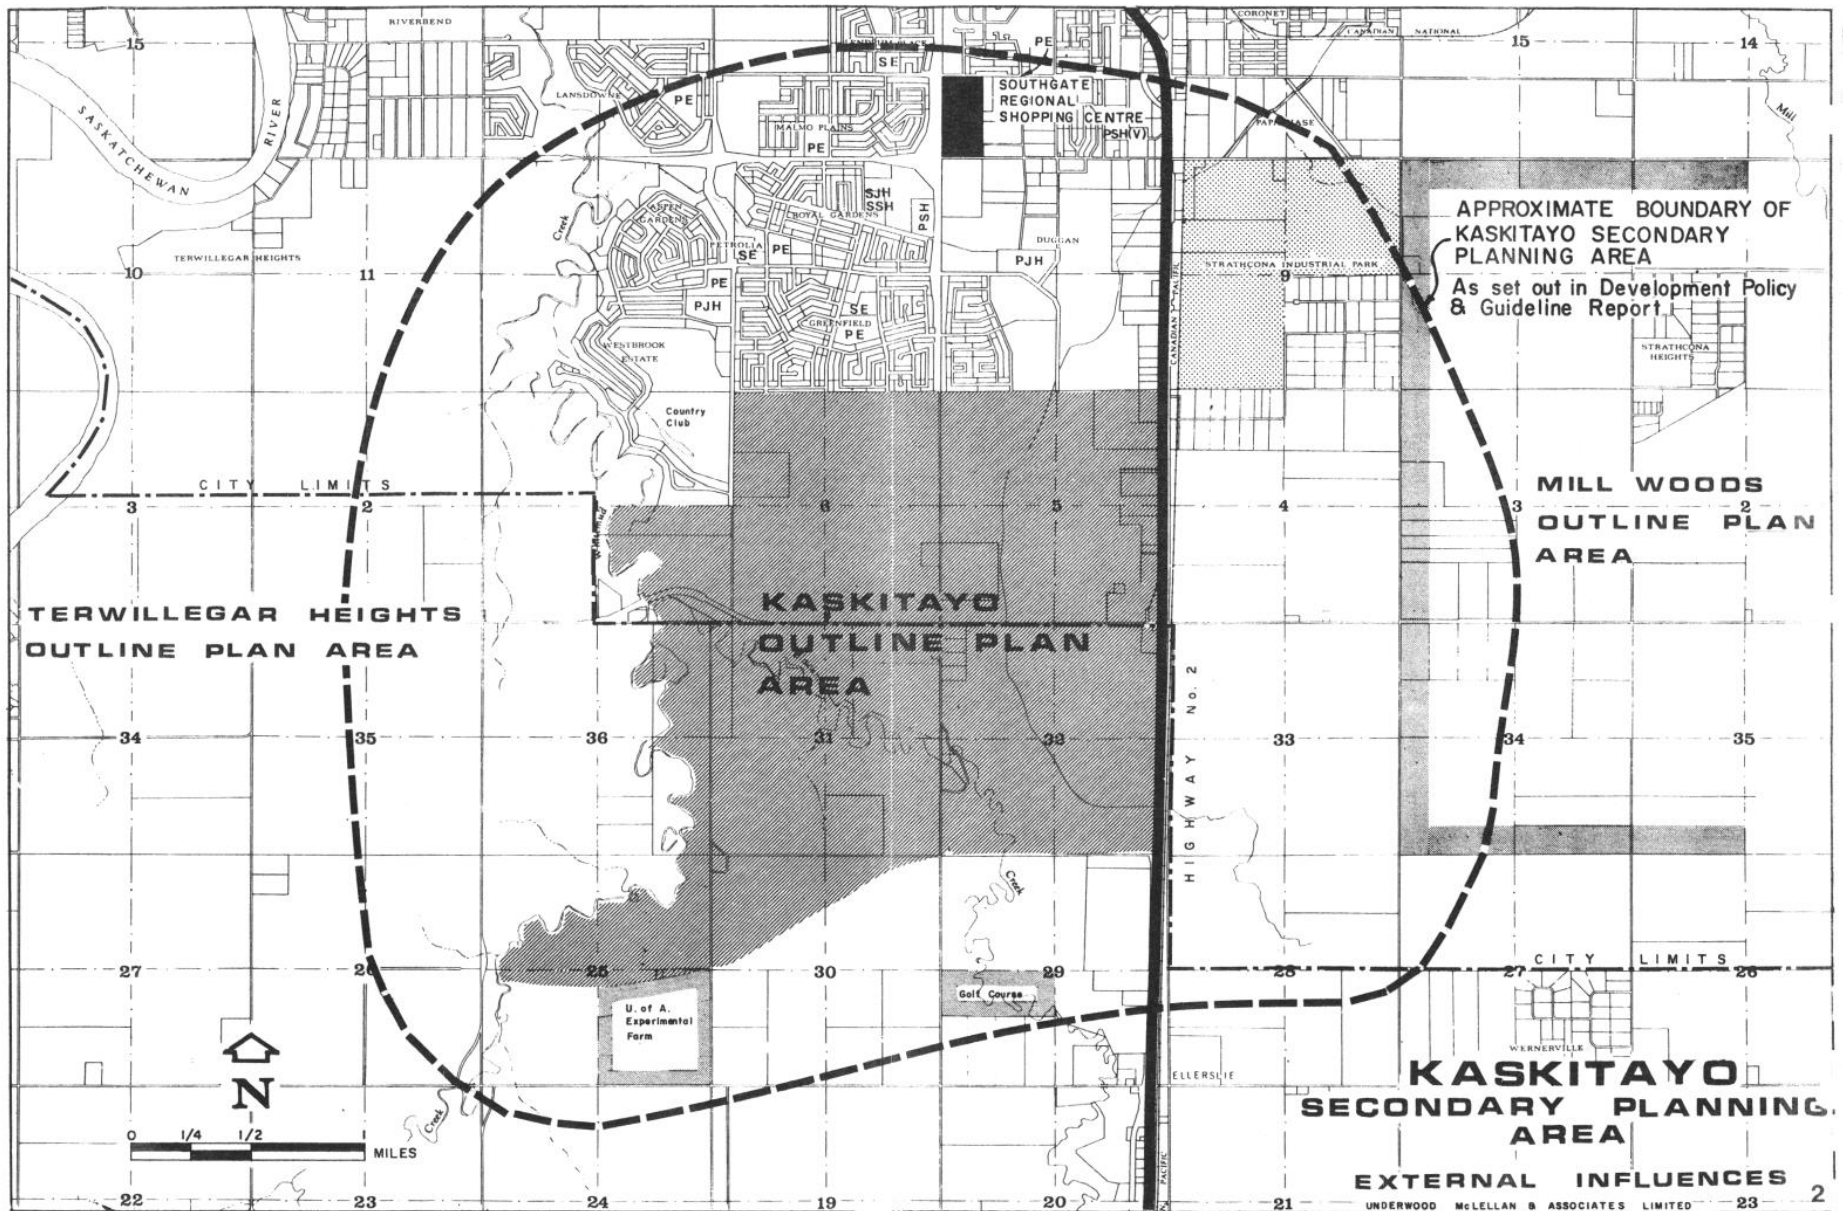 RIVERBEND
CORONET
CANADIAN NATIONAL
15
PE
15
14
SE
LANSDOWNE
PE
SOUTHGATE
REGIONAL
SHOPPING CENTRE
PSH(V)
MALMO PLAINS
PE
PAPASCHASE
Mill
SASKATCHEWAN
RIVER
Creek
ASPEN
GARDENS
SJH
SSH
ROYAL GARDENS
PSH
APPROXIMATE BOUNDARY OF
KASKITAYO SECONDARY
PLANNING AREA
As set out in Development Policy
& Guideline Report
TERWILLEGAR HEIGHTS
PETROLIA
SE
PE
DUGGAN
PJH
STRATHCONA INDUSTRIAL PARK
10
11
9
PE
PJH
SE
GREENFIELD
PE
WESTBROOK
ESTATE
CANADIAN PACIFIC
STRATHCONA
HEIGHTS
Country
Club
CITY LIMITS
3
2
6
5
4
3
2
MILL WOODS
OUTLINE PLAN
AREA
TERWILLEGAR HEIGHTS
OUTLINE PLAN AREA
KASKITAYO
OUTLINE PLAN
AREA
HIGHWAY No. 2
34
35
36
31
32
33
34
35
Creek
27
26
25
30
29
28
27
26
CITY LIMITS
U. of A.
Experimental
Farm
Golf Course
WERNERVILLE
ELLERSLIE
N
Creek
0 1/4 1/2 1
MILES
KASKITAYO
SECONDARY PLANNING
AREA
PACIFIC
22
23
24
19
20
21
23
EXTERNAL INFLUENCES
2
UNDERWOOD McLELLAN & ASSOCIATES LIMITED